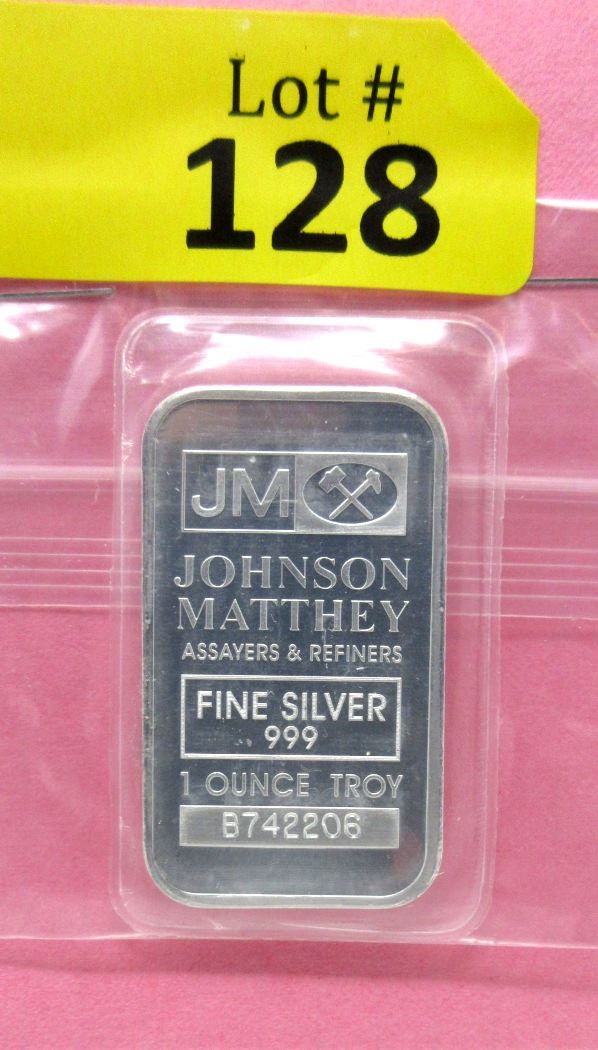 Lot #
128
JM
JOHNSON
MATTHEY
ASSAYERS & REFINERS
FINE SILVER
999
1 OUNCE TROY
B742206